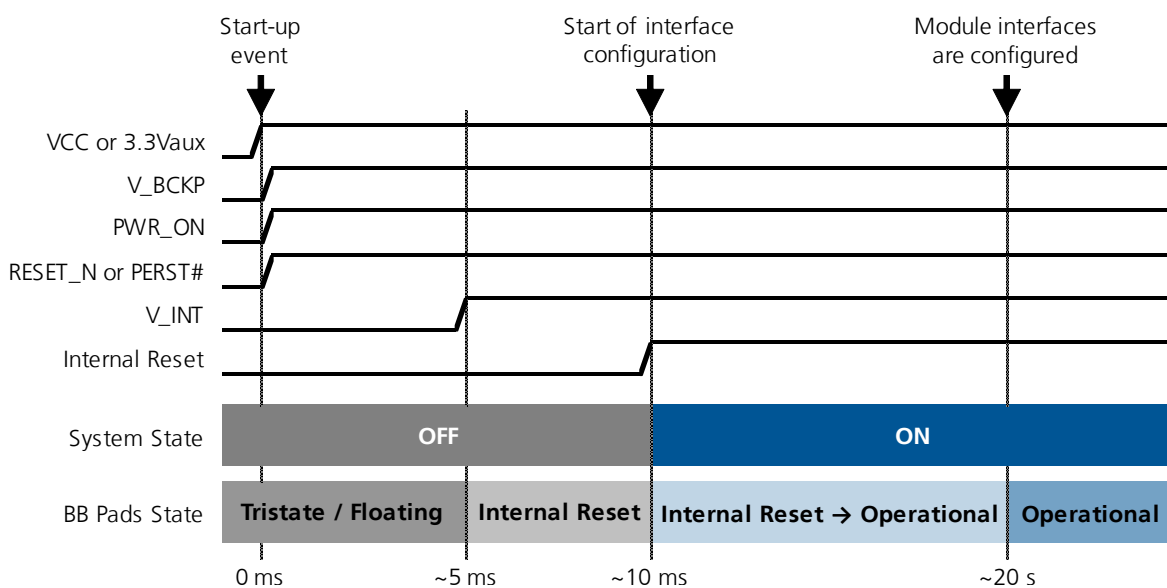 Start-up
event
Start of interface
configuration
Module interfaces
are configured
VCC or 3.3Vaux
V_BCKP
PWR_ON
RESET_N or PERST#
V_INT
Internal Reset
System State
OFF
ON
BB Pads State
Tristate / Floating
Internal Reset
Internal Reset → Operational
Operational
0 ms
~5 ms
~10 ms
~20 s